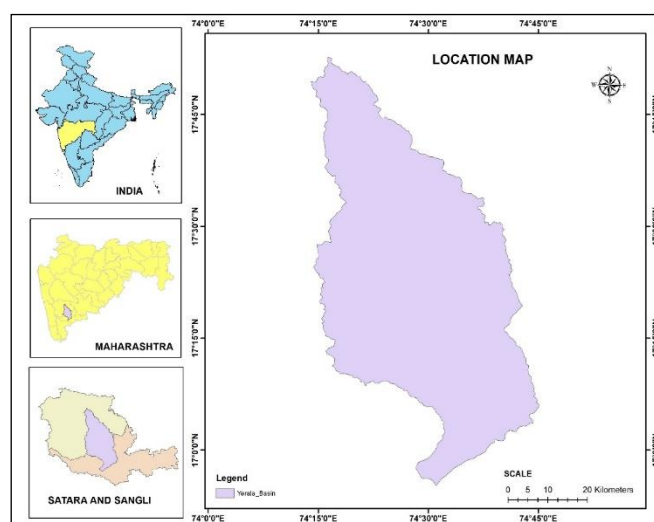 74°0'0"E 74°15'0"E 74°30'0"E 74°45'0"E
LOCATION MAP
N
W E
S
17°45'0"N
17°30'0"N
17°15'0"N
17°0'0"N
INDIA
MAHARASHTRA
SATARA AND SANGLI
Legend
Yerala_Basin
SCALE
0 5 10 20 Kilometers
74°0'0"E 74°15'0"E 74°30'0"E 74°45'0"E